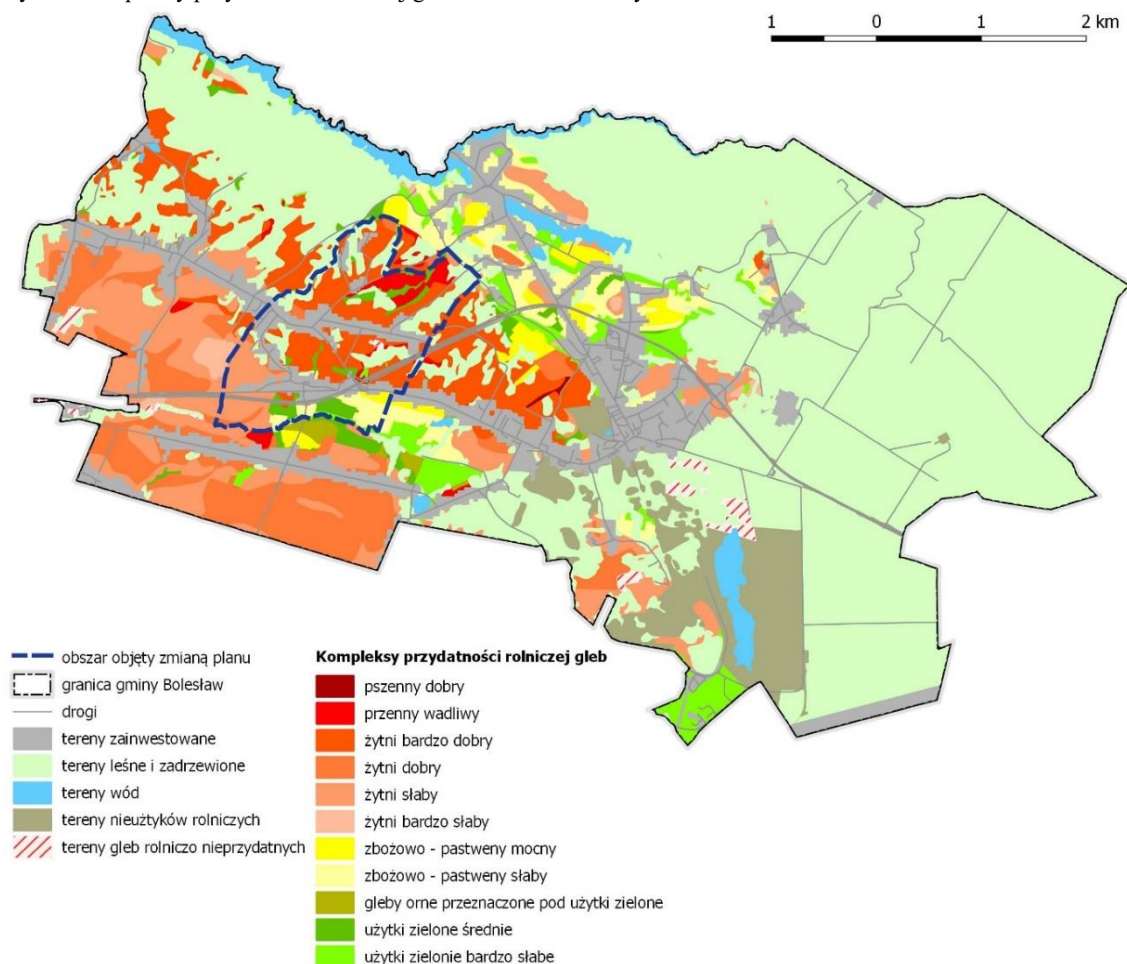 1 0 1 2 km
obszar objęty zmianą planu
granica gminy Bolesław
drogi
tereny zainwestowane
tereny leśne i zadrzewione
tereny wód
tereny nieużytków rolniczych
tereny gleb rolniczo nieprzydatnych
Kompleksy przydatności rolniczej gleb
pszenny dobry
przenny wadliwy
żytni bardzo dobry
żytni dobry
żytni słaby
żytni bardzo słaby
zbożowo - pastweny mocny
zbożowo - pastweny słaby
gleby orne przeznaczone pod użytki zielone
użytki zielone średnie
użytki zielonie bardzo słabe